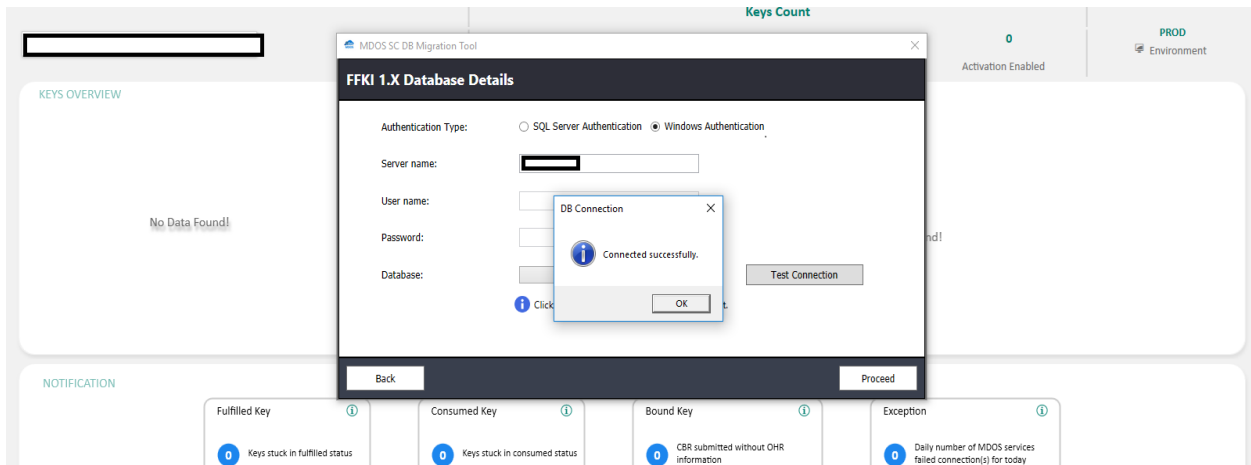 Keys Count
0
Activation Enabled
PROD
Environment
KEYS OVERVIEW
No Data Found!
nd!
MDOS SC DB Migration Tool
FFKI 1.X Database Details
Authentication Type:
SQL Server Authentication
Windows Authentication
Server name:
User name:
Password:
Database:
Test Connection
Click
t.
DB Connection
Connected successfully.
OK
Back
Proceed
NOTIFICATION
Fulfilled Key
0 Keys stuck in fulfilled status
Consumed Key
0 Keys stuck in consumed status
Bound Key
0 CBR submitted without OHR
information
Exception
0 Daily number of MDOS services
failed connection(s) for today